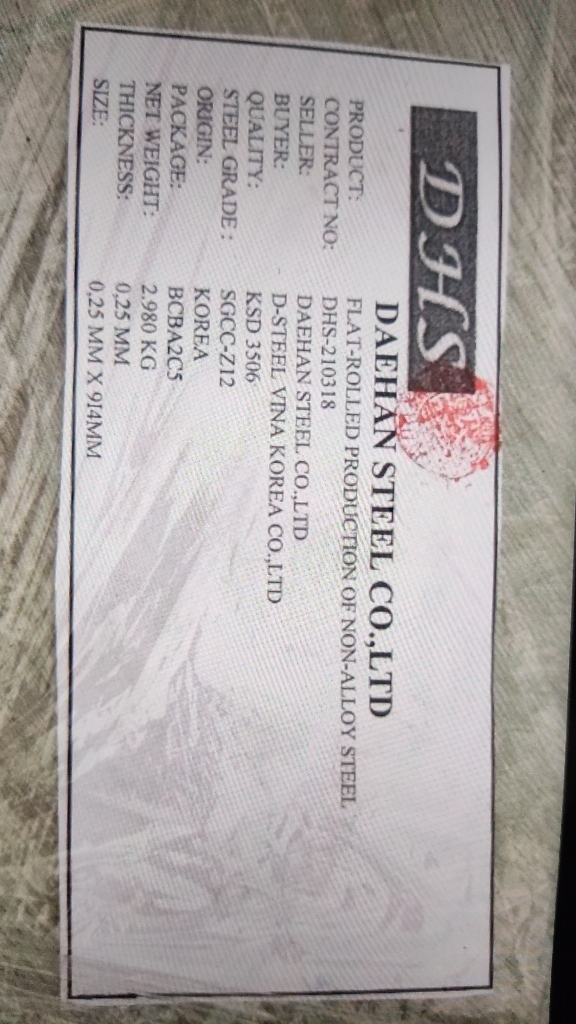 DHS
DAEHAN STEEL CO.,LTD
PRODUCT: FLAT-ROLLED PRODUCTION OF NON-ALLOY STEEL
CONTRACT NO: DHS-210318
SELLER: DAEHAN STEEL CO.,LTD
BUYER: D-STEEL VINA KOREA CO.,LTD
QUALITY: KSD 3506
STEEL GRADE : SGCC-Z12
ORIGIN: KOREA
PACKAGE: BCBA2C5
NET WEIGHT: 2.980 KG
THICKNESS: 0,25 MM
SIZE: 0,25 MM X 914MM